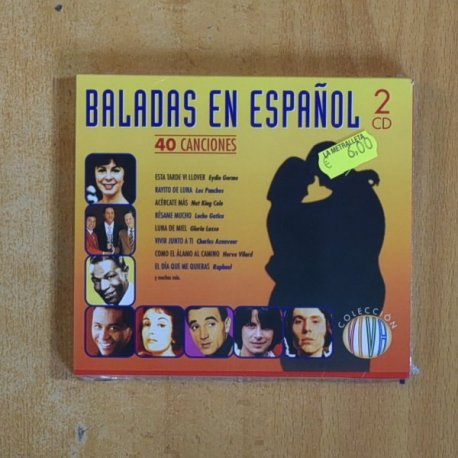 BALADAS EN ESPAÑOL 2 CD
40 CANCIONES
LA METRALLETA
€ 6,00
ESTA TARDE VI LLOVER Eydie Gorme
RAYITO DE LUNA Los Panchos
ACÉRCATE MÁS Nat King Cole
BÉSAME MUCHO Lucho Gatica
LUNA DE MIEL Gloria Lasso
VIVIR JUNTO A TI Charles Aznavour
COMO EL ÁLAMO AL CAMINO Herve Vilard
EL DÍA QUE ME QUIERAS Raphael
y muchas más.
COLECCIÓN
VIVA